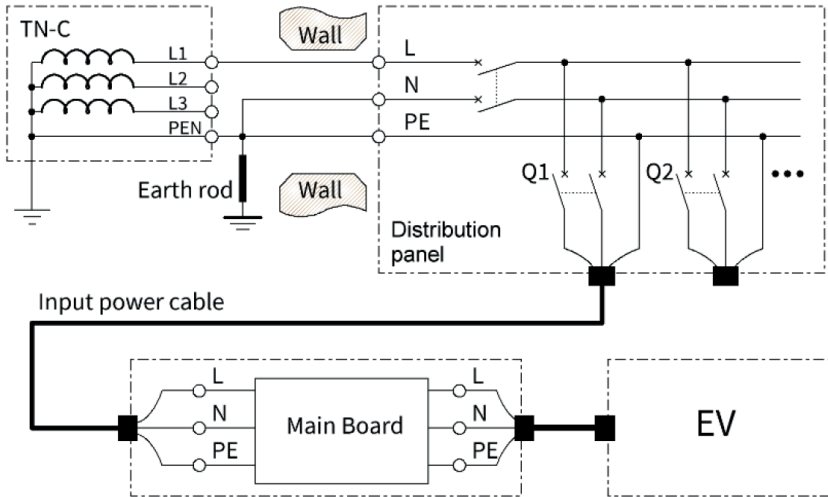 TN-C
L1
L2
L3
PEN
Earth rod
Wall
Wall
L
N
PE
Q1
Q2
Distribution
panel
Input power cable
L
N
PE
Main Board
L
N
PE
EV